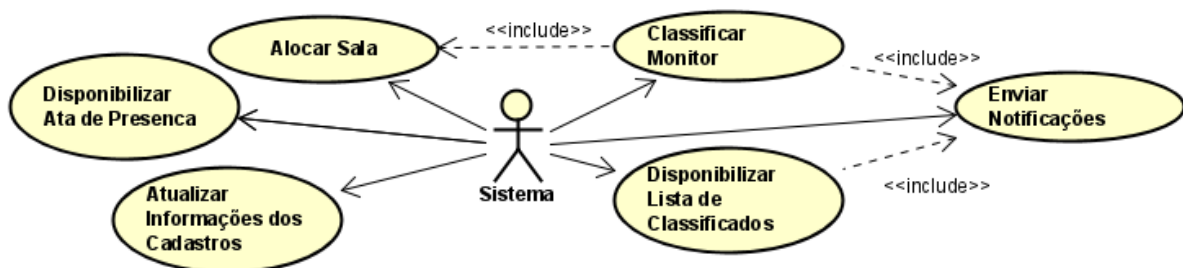 Alocar Sala
<<include>>
Classificar
Monitor
<<include>>
Disponibilizar
Ata de Presenca
Enviar
Notificações
Sistema
Atualizar
Informações dos
Cadastros
Disponibilizar
Lista de
Classificados
<<include>>